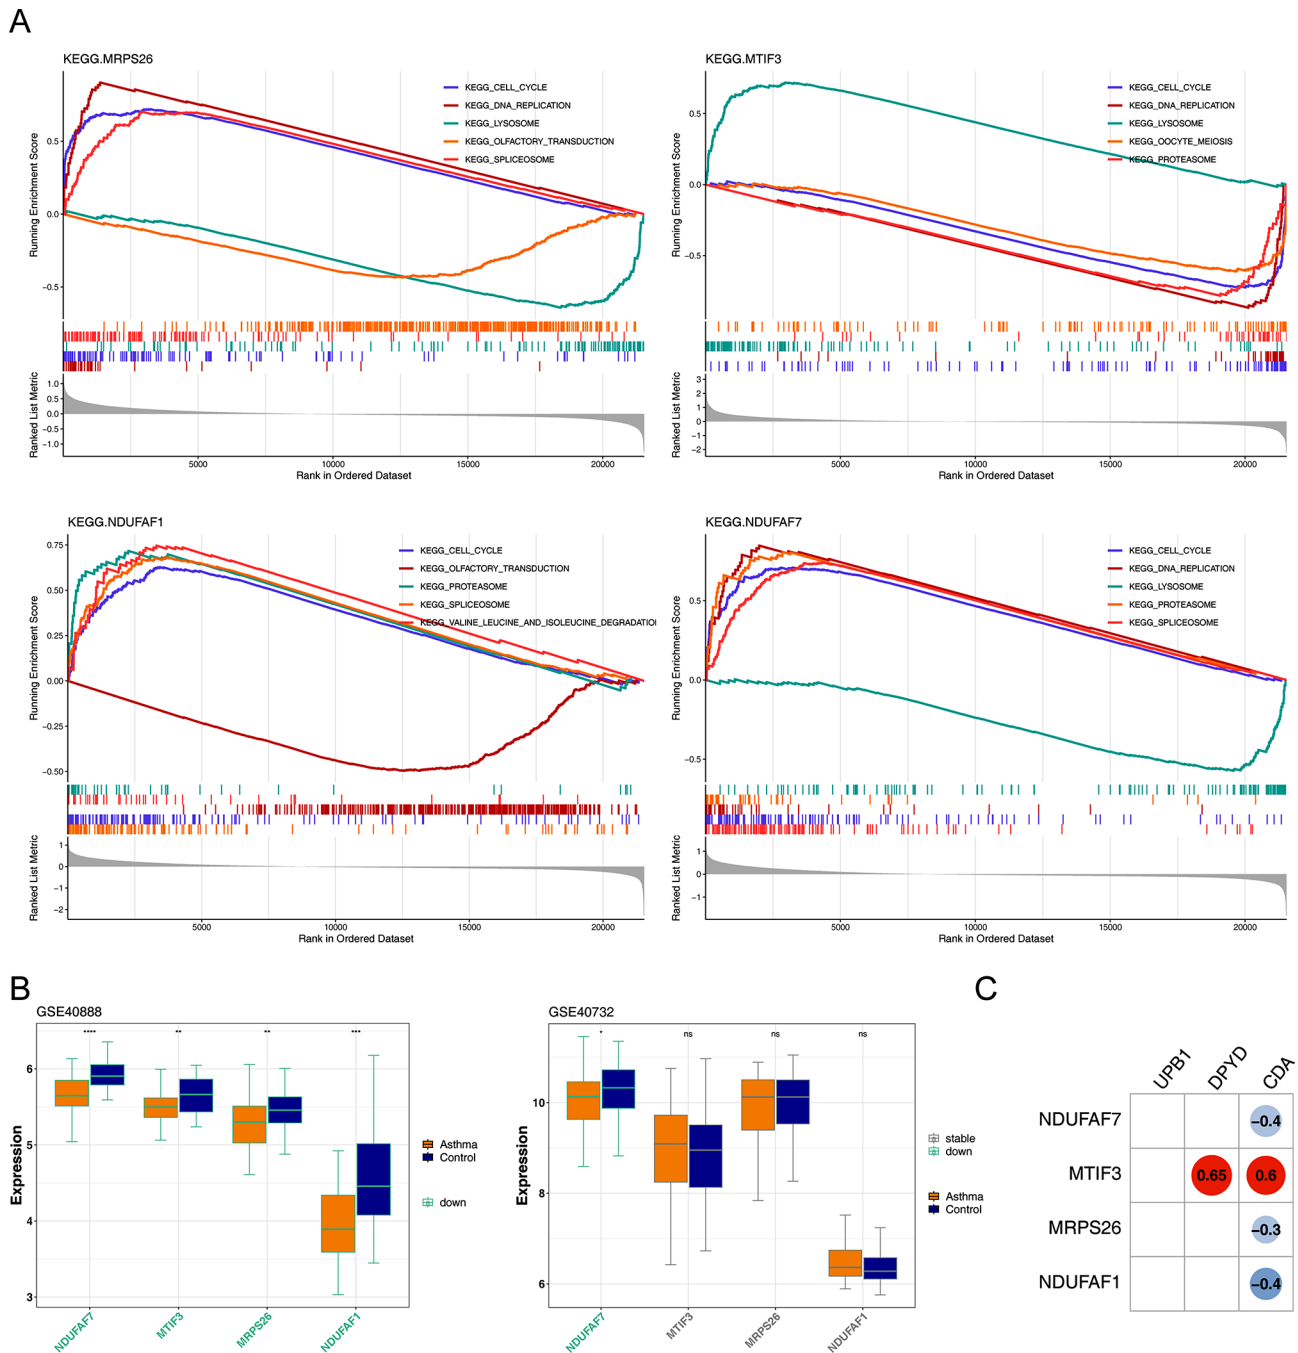 A
KEGG.MRPS26
KEGG_CELL_CYCLE
KEGG_DNA_REPLICATION
KEGG_LYSOSOME
KEGG_OLFACTORY_TRANSDUCTION
KEGG_SPLICEOSOME
Running Enrichment Score
0.5
0.0
−0.5
Ranked List Metric
1.0
0.5
0.0
−0.5
−1.0
5000
10000
15000
20000
Rank in Ordered Dataset
KEGG.MTIF3
KEGG_CELL_CYCLE
KEGG_DNA_REPLICATION
KEGG_LYSOSOME
KEGG_OOCYTE_MEIOSIS
KEGG_PROTEASOME
Running Enrichment Score
0.5
0.0
−0.5
Ranked List Metric
3
2
1
0
−1
−2
5000
10000
15000
20000
Rank in Ordered Dataset
KEGG.NDUFAF1
KEGG_CELL_CYCLE
KEGG_OLFACTORY_TRANSDUCTION
KEGG_PROTEASOME
KEGG_SPLICEOSOME
KEGG_VALINE_LEUCINE_AND_ISOLEUCINE_DEGRADATIO
Running Enrichment Score
0.75
0.50
0.25
0.00
−0.25
−0.50
Ranked List Metric
1
0
−1
−2
5000
10000
15000
20000
Rank in Ordered Dataset
KEGG.NDUFAF7
KEGG_CELL_CYCLE
KEGG_DNA_REPLICATION
KEGG_LYSOSOME
KEGG_PROTEASOME
KEGG_SPLICEOSOME
Running Enrichment Score
0.5
0.0
−0.5
Ranked List Metric
1
0
−1
5000
10000
15000
20000
Rank in Ordered Dataset
B
GSE40888
**** ** ** ***
Expression
6
5
4
3
NDUFAF7
MTIF3
MRPS26
NDUFAF1
Asthma
Control
down
GSE40732
* ns ns ns
Expression
10
8
6
NDUFAF7
MTIF3
MRPS26
NDUFAF1
stable
down
Asthma
Control
C
UPB1
DPYD
CDA
NDUFAF7
−0.4
MTIF3
0.65
0.6
MRPS26
−0.3
NDUFAF1
−0.4